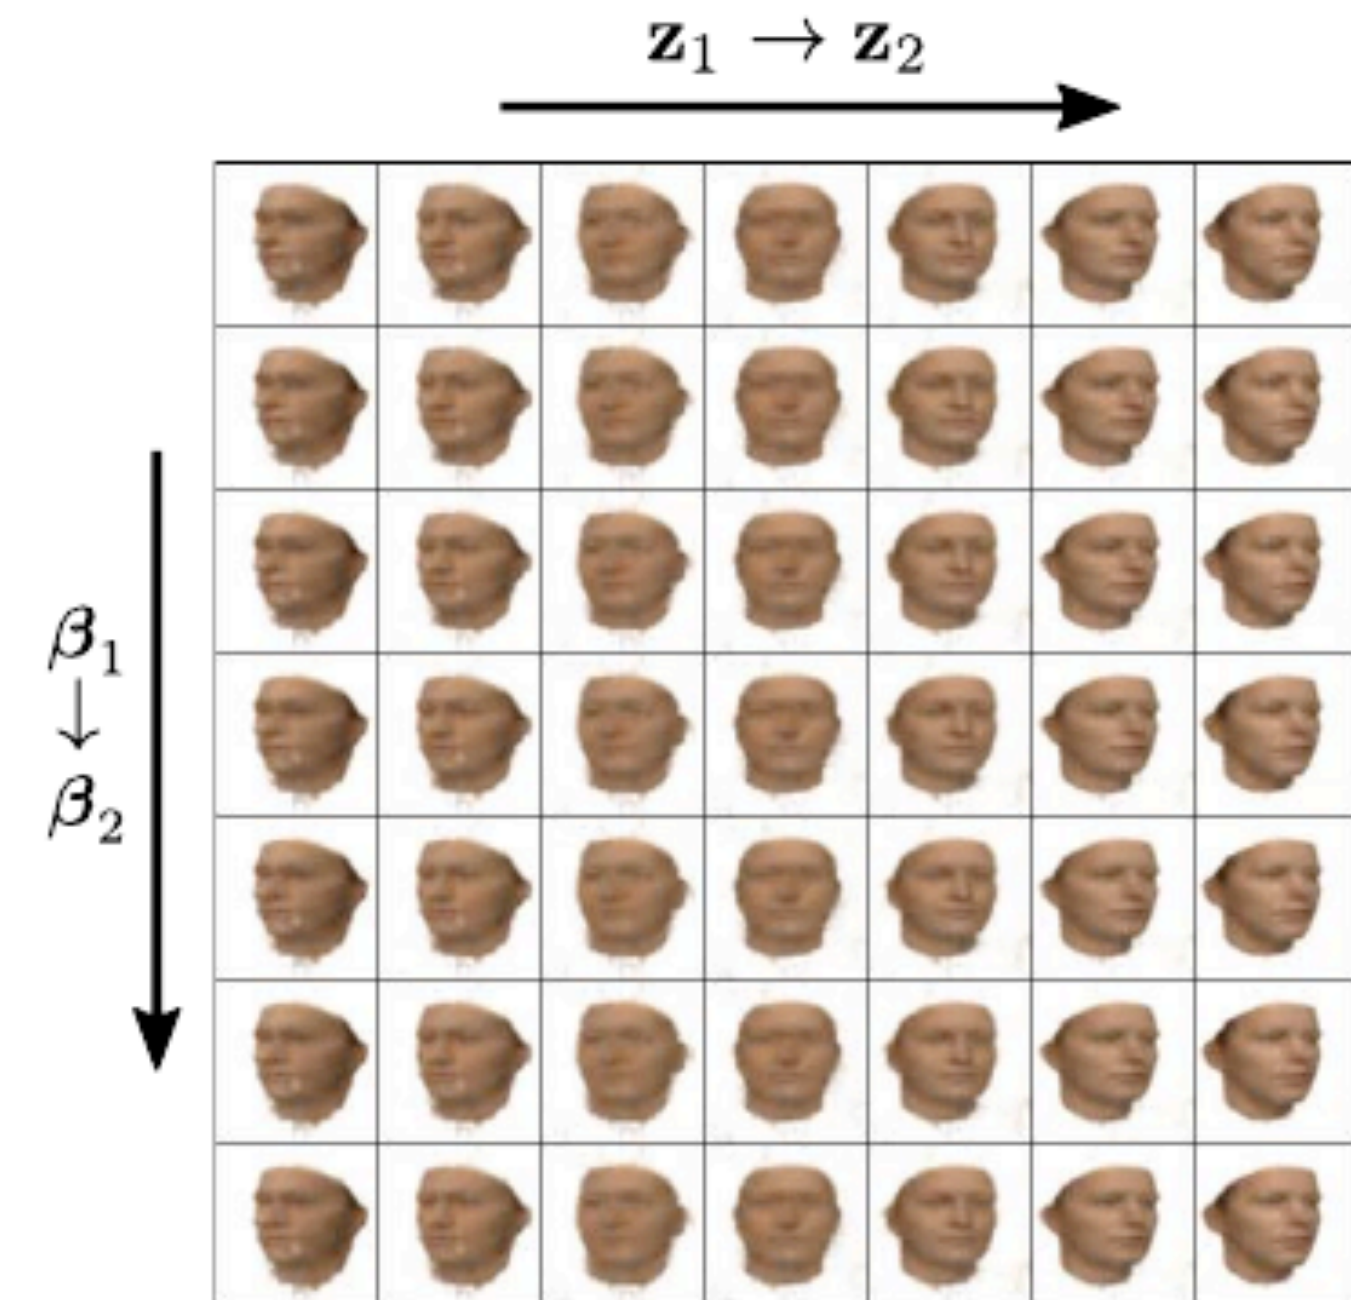 𝐳₁ → 𝐳₂
𝜷₁
↓
𝜷₂